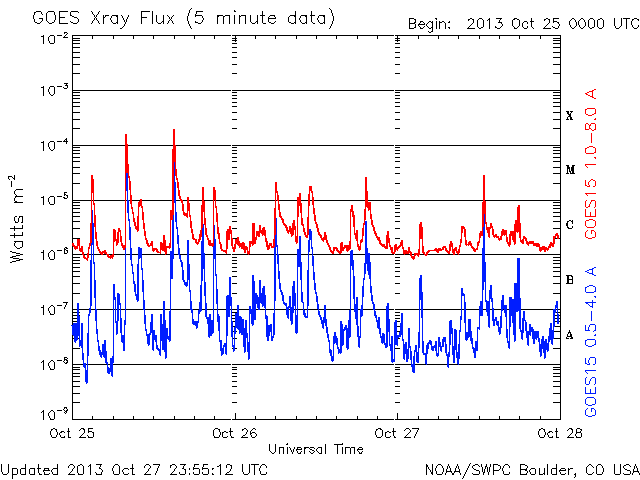 GOES Xray Flux (5 minute data)
Begin: 2013 Oct 25 0000 UTC
10⁻²
10⁻³
10⁻⁴
10⁻⁵
10⁻⁶
10⁻⁷
10⁻⁸
10⁻⁹
Watts m⁻²
X
M
C
B
A
GOES15 1.0–8.0 A
GOES15 0.5–4.0 A
Oct 25
Oct 26
Oct 27
Oct 28
Universal Time
Updated 2013 Oct 27 23:55:12 UTC
NOAA/SWPC Boulder, CO USA